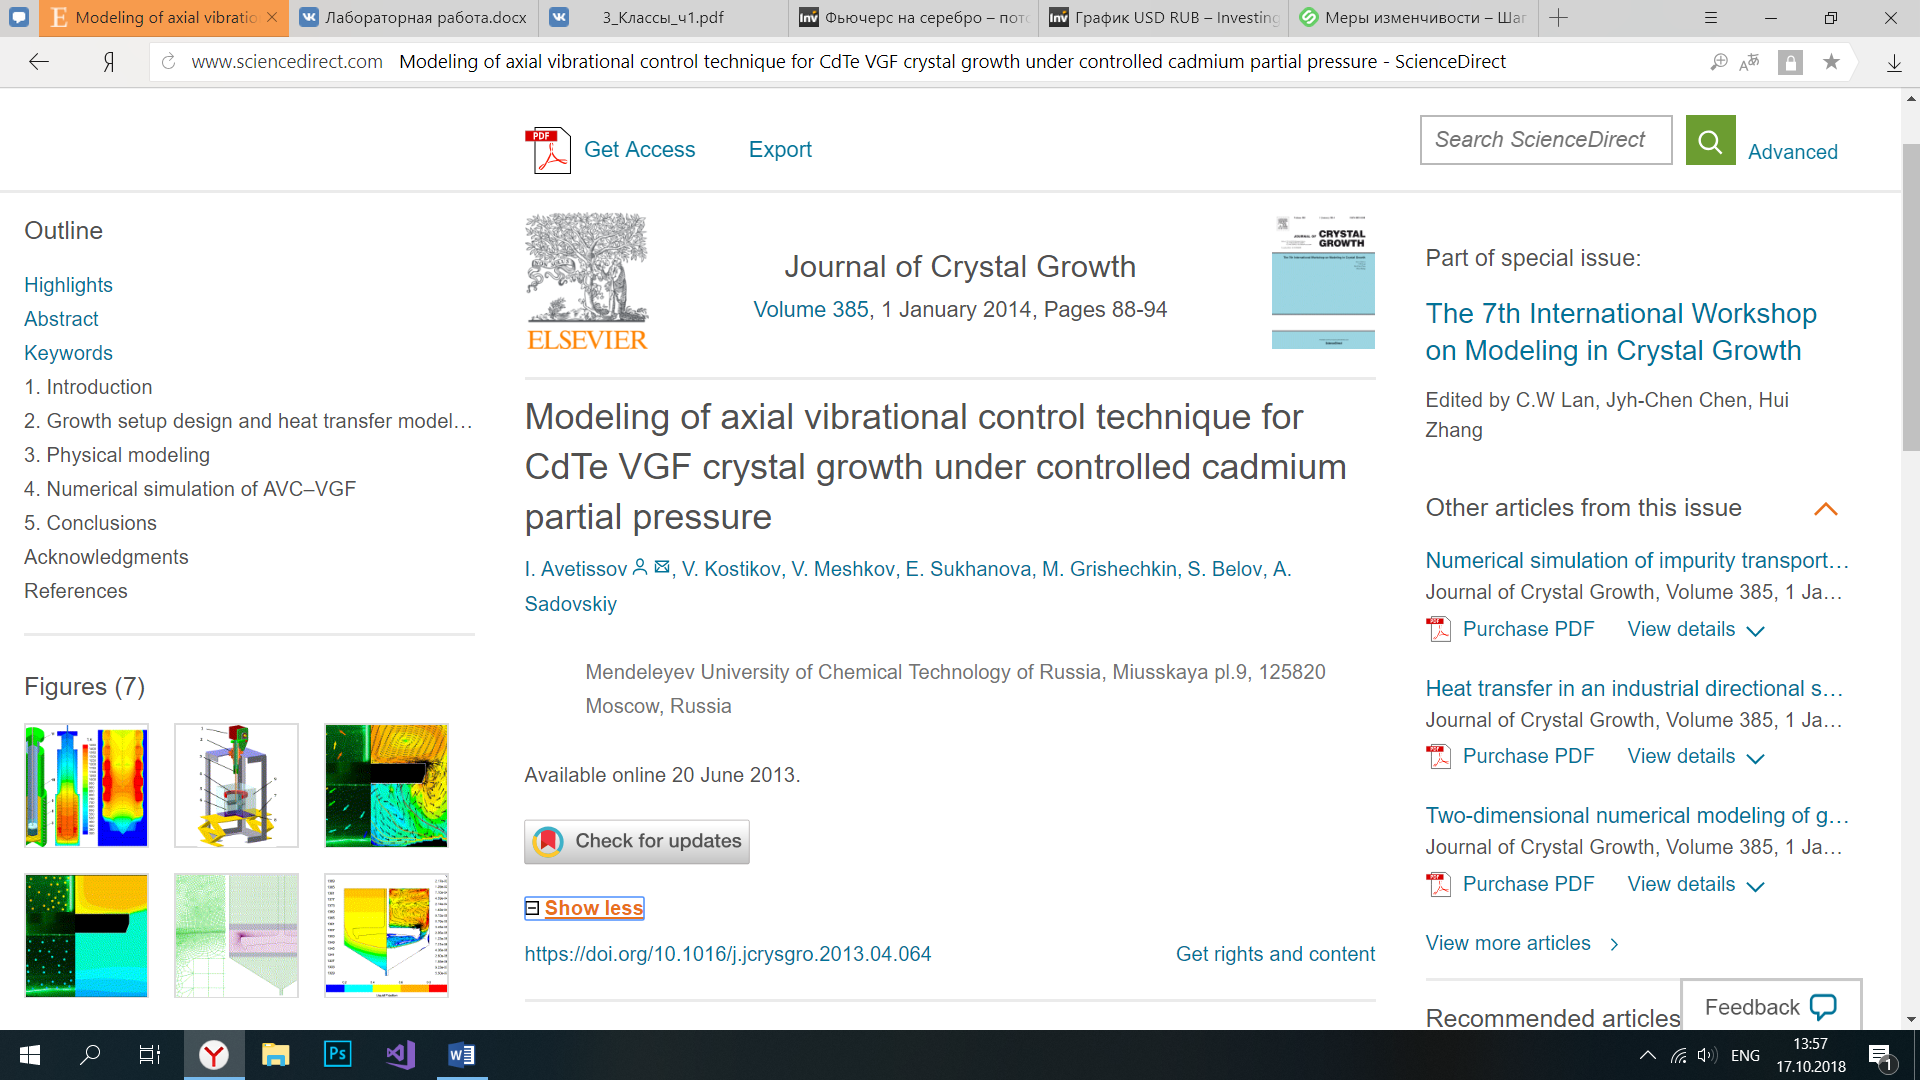 Modeling of axial vibratio
Лабораторная работа.docx
3_Классы_ч1.pdf
Фьючерс на серебро – пот
График USD RUB – Investing
Меры изменчивости – Шаг
www.sciencedirect.com Modeling of axial vibrational control technique for CdTe VGF crystal growth under controlled cadmium partial pressure - ScienceDirect
PDF
Get Access
Export
Search ScienceDirect
Advanced
Outline
Highlights
Abstract
Keywords
1. Introduction
2. Growth setup design and heat transfer model…
3. Physical modeling
4. Numerical simulation of AVC–VGF
5. Conclusions
Acknowledgments
References
Figures (7)
ELSEVIER
Journal of Crystal Growth
Volume 385, 1 January 2014, Pages 88-94
CRYSTAL
GROWTH
Modeling of axial vibrational control technique for
CdTe VGF crystal growth under controlled cadmium
partial pressure
I. Avetissov, V. Kostikov, V. Meshkov, E. Sukhanova, M. Grishechkin, S. Belov, A.
Sadovskiy
Mendeleyev University of Chemical Technology of Russia, Miusskaya pl.9, 125820
Moscow, Russia
Available online 20 June 2013.
Check for updates
Show less
https://doi.org/10.1016/j.jcrysgro.2013.04.064
Get rights and content
Part of special issue:
The 7th International Workshop
on Modeling in Crystal Growth
Edited by C.W Lan, Jyh-Chen Chen, Hui
Zhang
Other articles from this issue
Numerical simulation of impurity transport…
Journal of Crystal Growth, Volume 385, 1 Ja…
Purchase PDF View details
Heat transfer in an industrial directional s…
Journal of Crystal Growth, Volume 385, 1 Ja…
Purchase PDF View details
Two-dimensional numerical modeling of g…
Journal of Crystal Growth, Volume 385, 1 Ja…
Purchase PDF View details
View more articles
Recommended articles
Feedback
ENG
13:57
17.10.2018
1